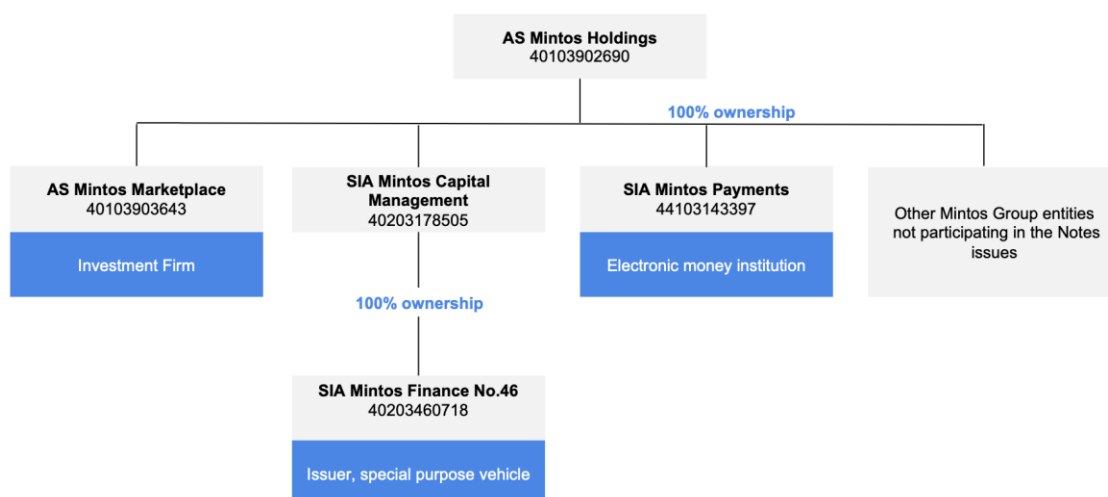 AS Mintos Holdings
40103902690
100% ownership
AS Mintos Marketplace
40103903643
Investment Firm
SIA Mintos Capital
Management
40203178505
SIA Mintos Payments
44103143397
Electronic money institution
Other Mintos Group entities
not participating in the Notes
issues
100% ownership
SIA Mintos Finance No.46
40203460718
Issuer, special purpose vehicle